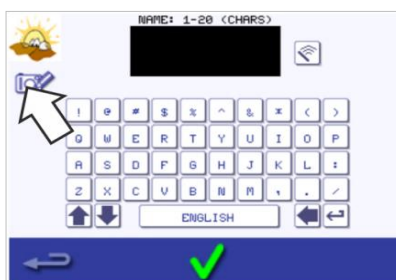 NAME: 1-20 (CHARS)
! @ # $ % ^ & * ( )
Q W E R T Y U I O P
A S D F G H J K L :
Z X C V B N M , . /
ENGLISH